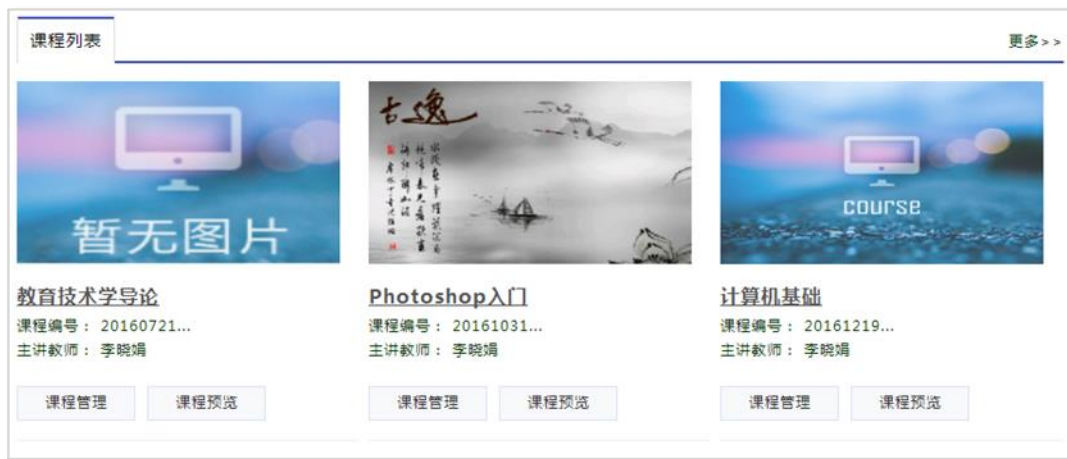 课程列表
更多>>
暂无图片
古逸
course
教育技术学导论
Photoshop入门
计算机基础
课程编号： 20160721...
课程编号： 20161031...
课程编号： 20161219...
主讲教师： 李晓娟
主讲教师： 李晓娟
主讲教师： 李晓娟
课程管理
课程预览
课程管理
课程预览
课程管理
课程预览